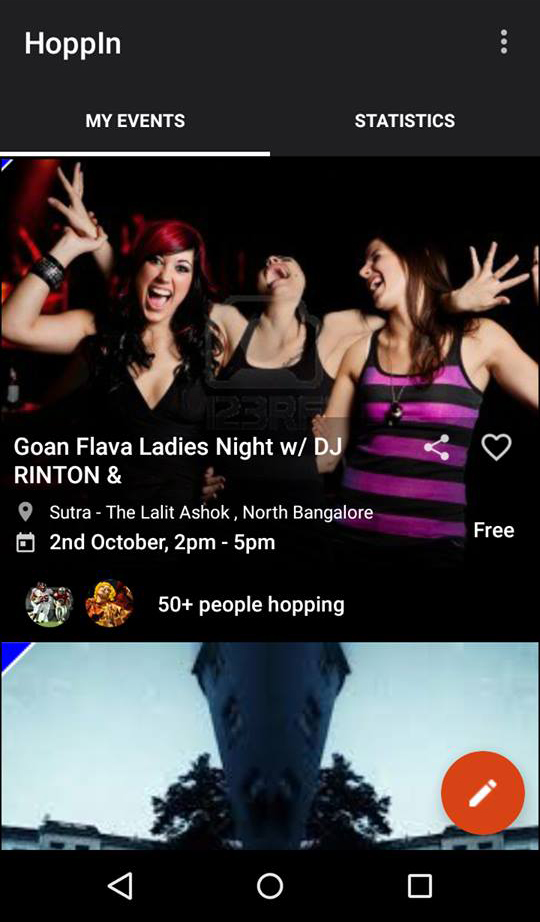 HoppIn
MY EVENTS
STATISTICS
123RF
Goan Flava Ladies Night w/ DJ
RINTON &
Sutra - The Lalit Ashok , North Bangalore
2nd October, 2pm - 5pm
Free
50+ people hopping